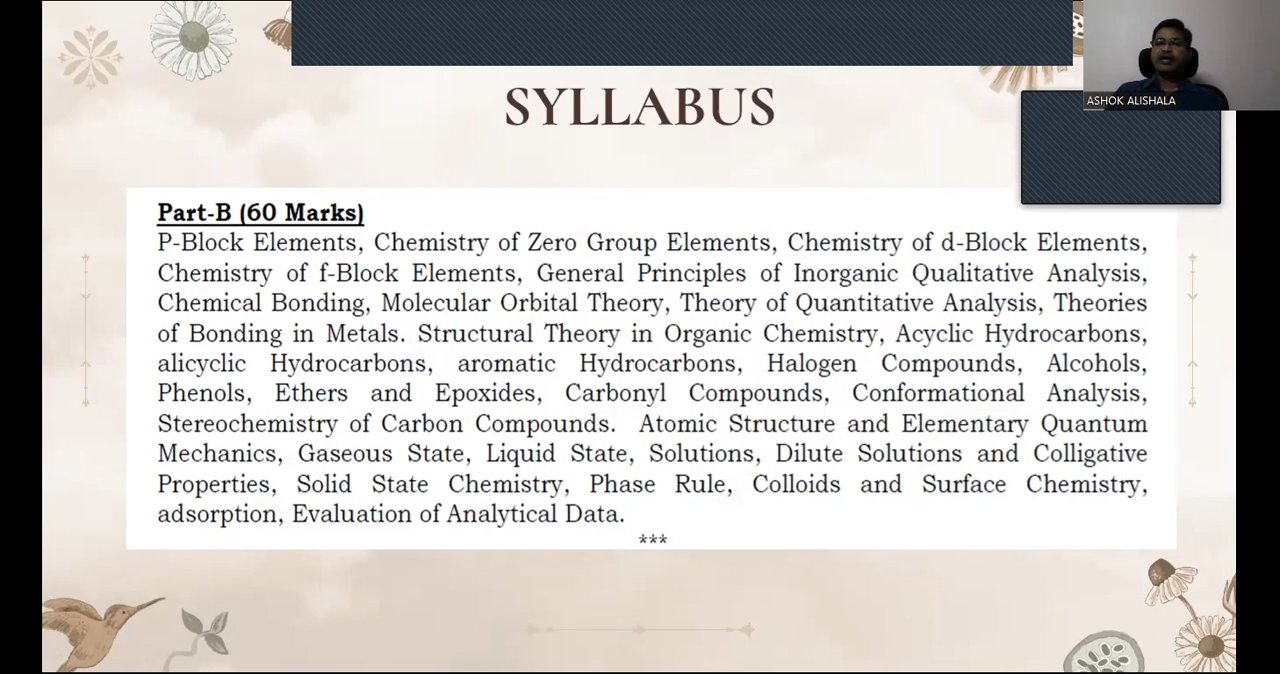 ASHOK ALISHALA
SYLLABUS
Part-B (60 Marks)
P-Block Elements, Chemistry of Zero Group Elements, Chemistry of d-Block Elements,
Chemistry of f-Block Elements, General Principles of Inorganic Qualitative Analysis,
Chemical Bonding, Molecular Orbital Theory, Theory of Quantitative Analysis, Theories
of Bonding in Metals. Structural Theory in Organic Chemistry, Acyclic Hydrocarbons,
alicyclic Hydrocarbons, aromatic Hydrocarbons, Halogen Compounds, Alcohols,
Phenols, Ethers and Epoxides, Carbonyl Compounds, Conformational Analysis,
Stereochemistry of Carbon Compounds. Atomic Structure and Elementary Quantum
Mechanics, Gaseous State, Liquid State, Solutions, Dilute Solutions and Colligative
Properties, Solid State Chemistry, Phase Rule, Colloids and Surface Chemistry,
adsorption, Evaluation of Analytical Data.
***